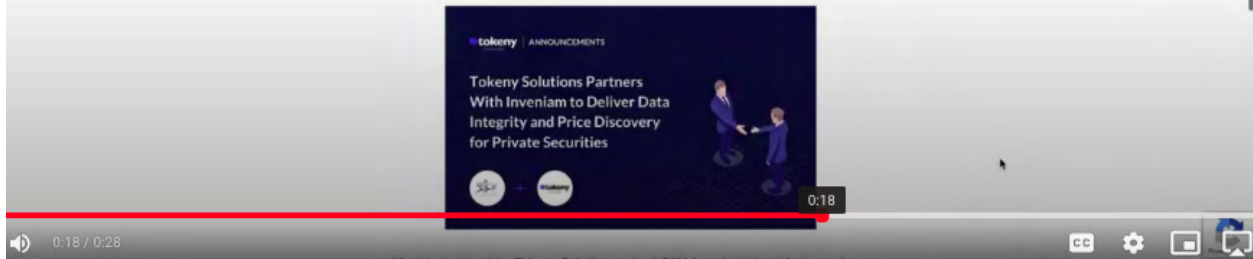 tokeny | ANNOUNCEMENTS
Tokeny Solutions Partners
With Inveniam to Deliver Data
Integrity and Price Discovery
for Private Securities
tokeny
0:18
0:18 / 0:28
CC